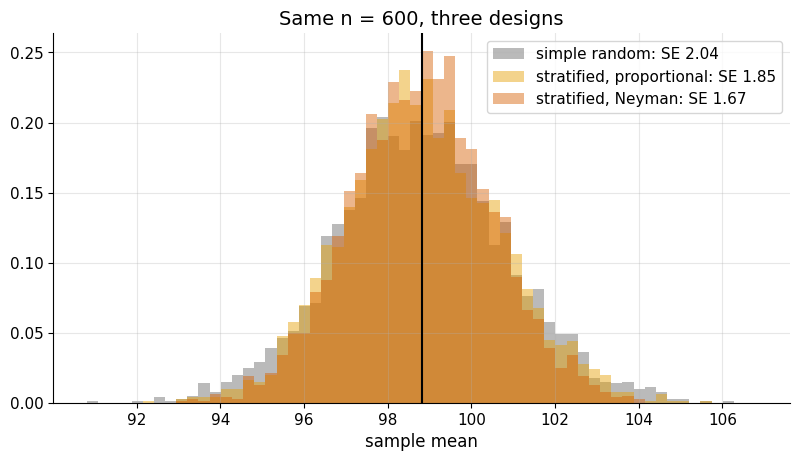 Same n = 600, three designs
simple random: SE 2.04
stratified, proportional: SE 1.85
stratified, Neyman: SE 1.67
0.25
0.20
0.15
0.10
0.05
0.00
92 94 96 98 100 102 104 106
sample mean